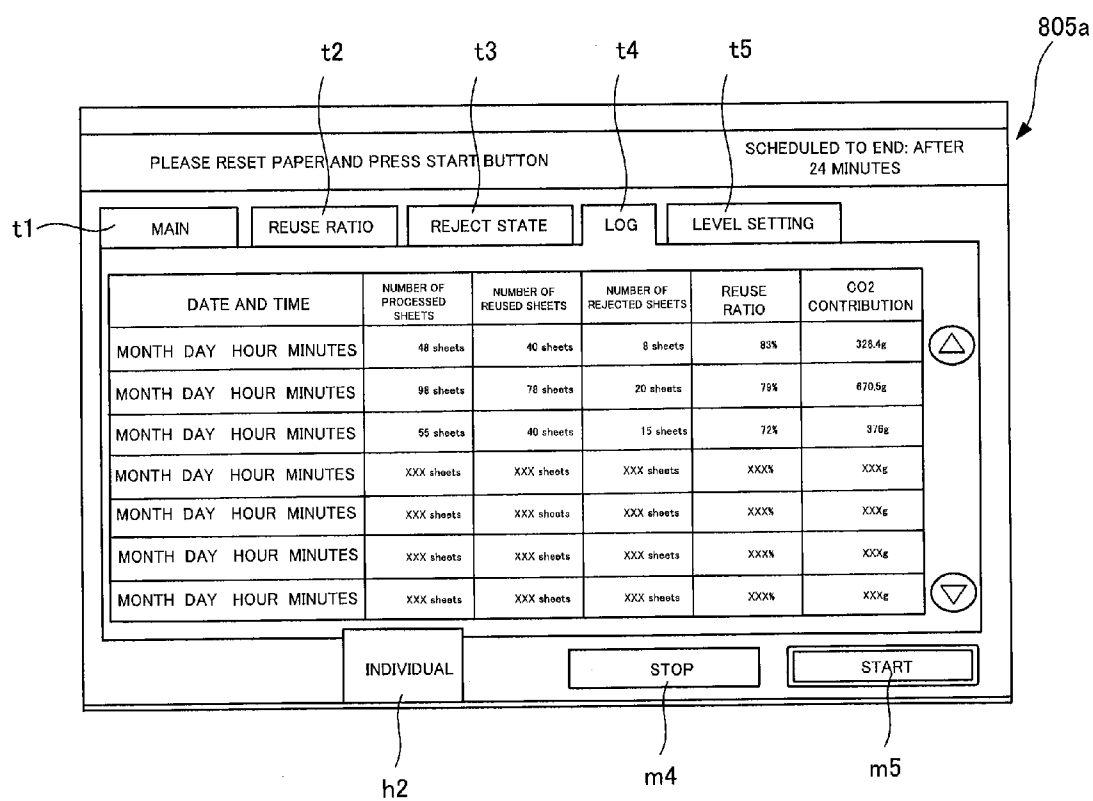 805a
t2
t3
t4
t5
PLEASE RESET PAPER AND PRESS START BUTTON
SCHEDULED TO END: AFTER
24 MINUTES
t1
MAIN
REUSE RATIO
REJECT STATE
LOG
LEVEL SETTING
DATE AND TIME
NUMBER OF
PROCESSED
SHEETS
NUMBER OF
REUSED SHEETS
NUMBER OF
REJECTED SHEETS
REUSE
RATIO
CO2
CONTRIBUTION
MONTH DAY HOUR MINUTES 48 sheets 40 sheets 8 sheets 83% 328.4g
MONTH DAY HOUR MINUTES 98 sheets 78 sheets 20 sheets 79% 670.5g
MONTH DAY HOUR MINUTES 55 sheets 40 sheets 15 sheets 72% 376g
MONTH DAY HOUR MINUTES XXX sheets XXX sheets XXX sheets XXX% XXXg
MONTH DAY HOUR MINUTES XXX sheets XXX sheets XXX sheets XXX% XXXg
MONTH DAY HOUR MINUTES XXX sheets XXX sheets XXX sheets XXX% XXXg
MONTH DAY HOUR MINUTES XXX sheets XXX sheets XXX sheets XXX% XXXg
INDIVIDUAL
STOP
START
h2
m4
m5